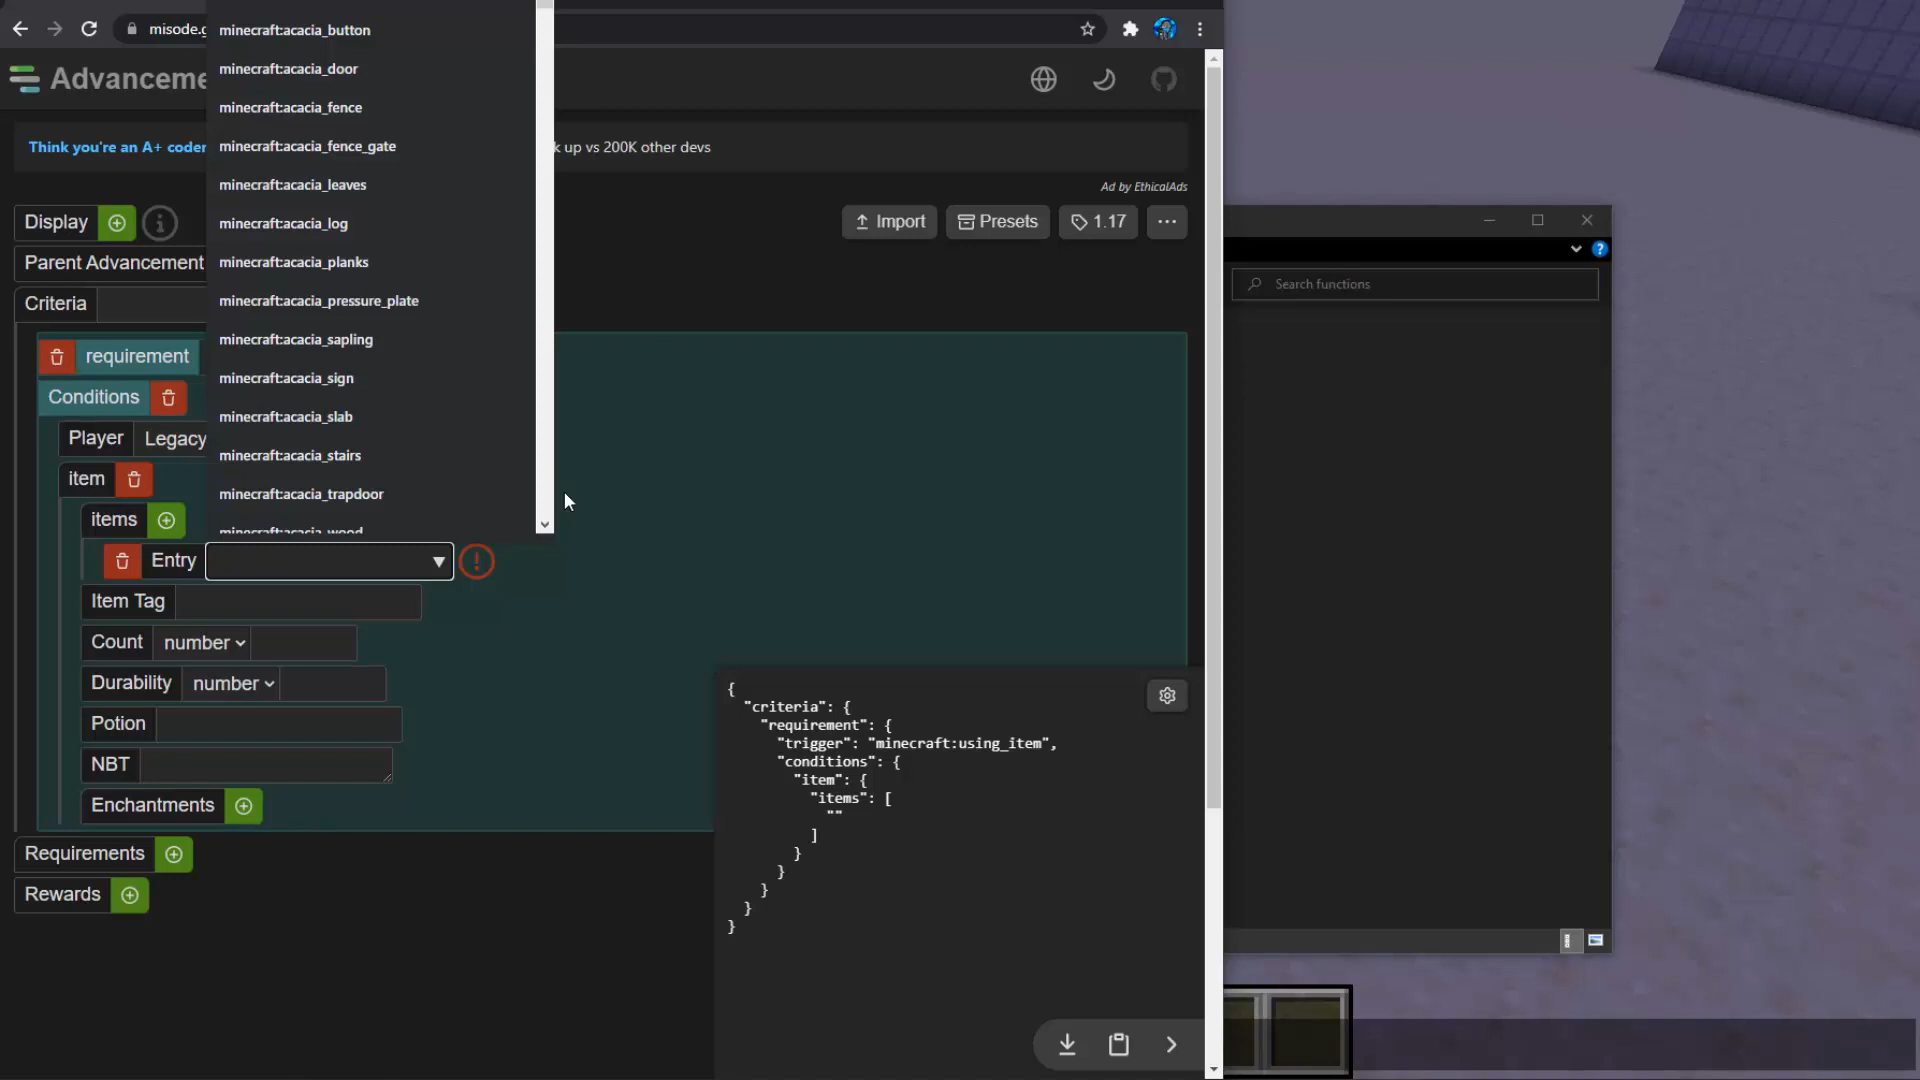 misode.g
Advanceme
Think you're an A+ coder
k up vs 200K other devs
Ad by EthicalAds
minecraft:acacia_button
minecraft:acacia_door
minecraft:acacia_fence
minecraft:acacia_fence_gate
minecraft:acacia_leaves
minecraft:acacia_log
minecraft:acacia_planks
minecraft:acacia_pressure_plate
minecraft:acacia_sapling
minecraft:acacia_sign
minecraft:acacia_slab
minecraft:acacia_stairs
minecraft:acacia_trapdoor
minecraft:acacia_wood
Display
Import
Presets
1.17
Parent Advancement
Criteria
requirement
Conditions
Player Legacy
item
items
Entry
Item Tag
Count number
Durability number
Potion
NBT
Enchantments
Requirements
Rewards
{
"criteria": {
"requirement": {
"trigger": "minecraft:using_item",
"conditions": {
"item": {
"items": [
""
]
}
}
}
}
}
Search functions